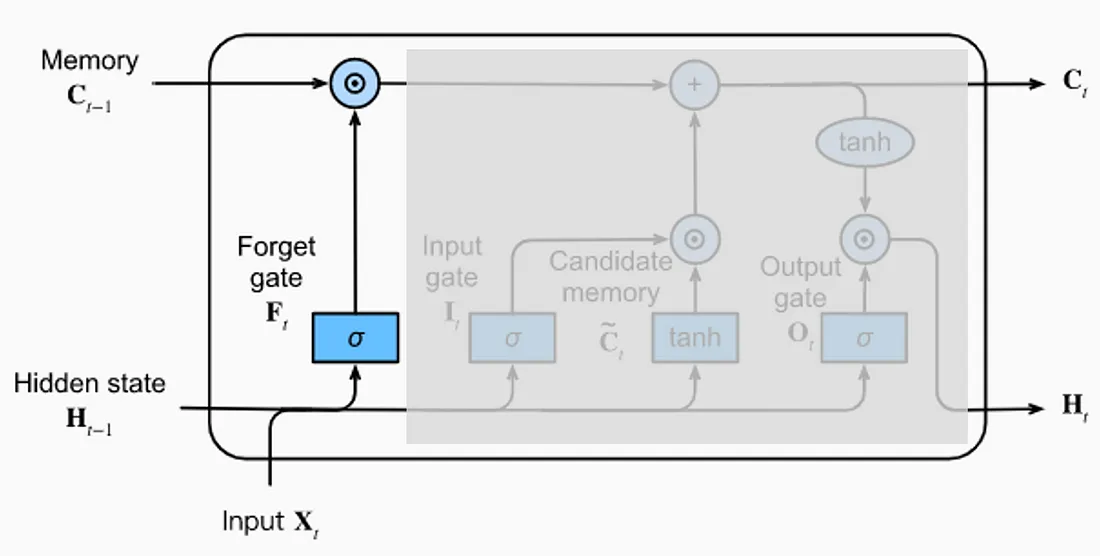 Memory
C_{t−1}
⊙
+
C_t
tanh
Forget
gate
F_t
Input
gate
I_t
⊙
Candidate
memory
C̃_t
Output
gate
O_t
⊙
σ
σ
tanh
σ
Hidden state
H_{t−1}
H_t
Input X_t